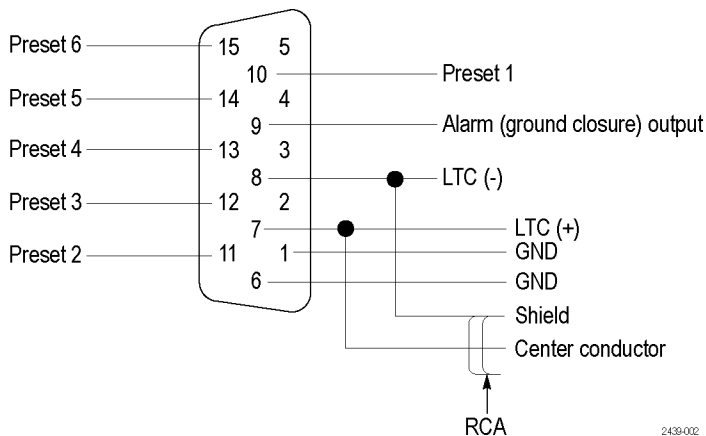 Preset 6 15 5
10 Preset 1
Preset 5 14 4
9 Alarm (ground closure) output
Preset 4 13 3
8 LTC (-)
Preset 3 12 2
7 LTC (+)
Preset 2 11 1 GND
6 GND
Shield
Center conductor
RCA
2439-002